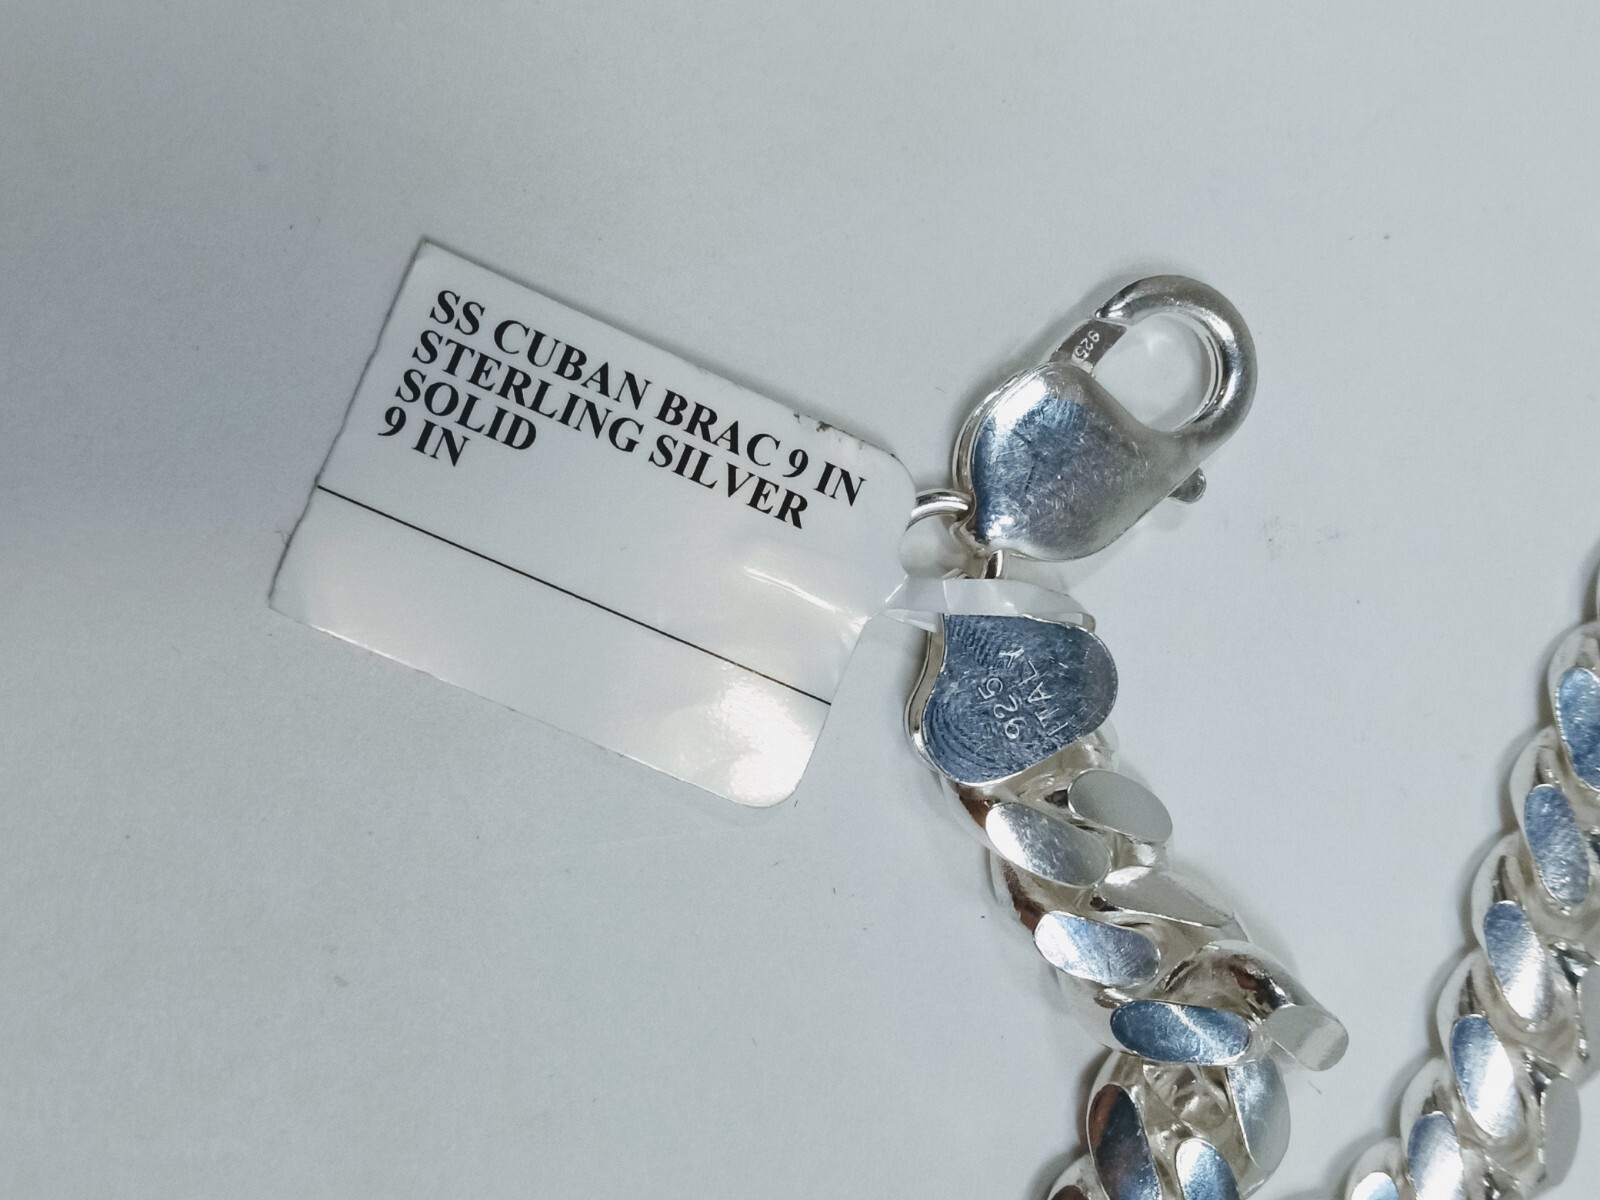 SS CUBAN BRAC 9 IN
STERLING SILVER
SOLID
9 IN
925
925
ITALY